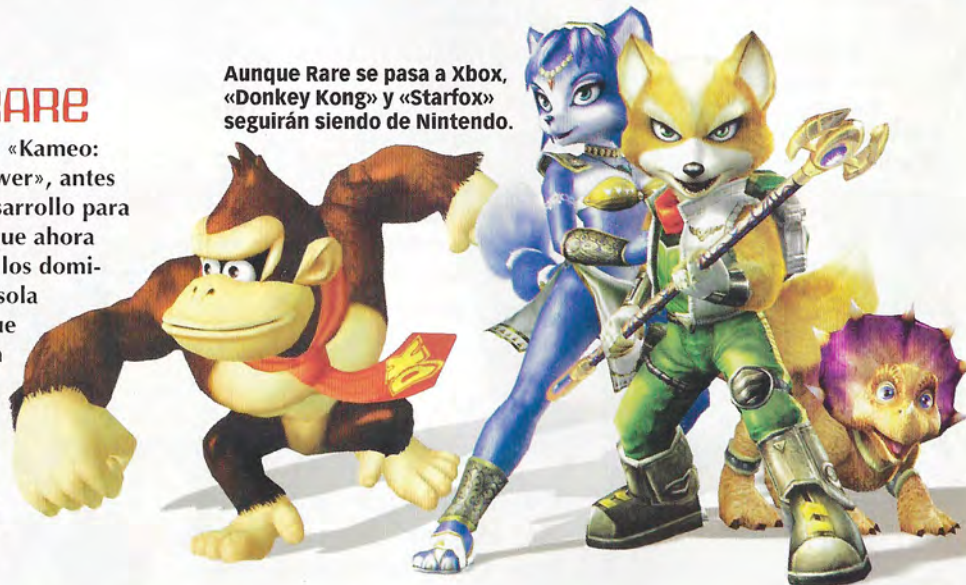 RARE
«Kameo:
wer», antes
sarrollo para
ue ahora
los domi-
sola
ue
Aunque Rare se pasa a Xbox,
«Donkey Kong» y «Starfox»
seguirán siendo de Nintendo.
DK